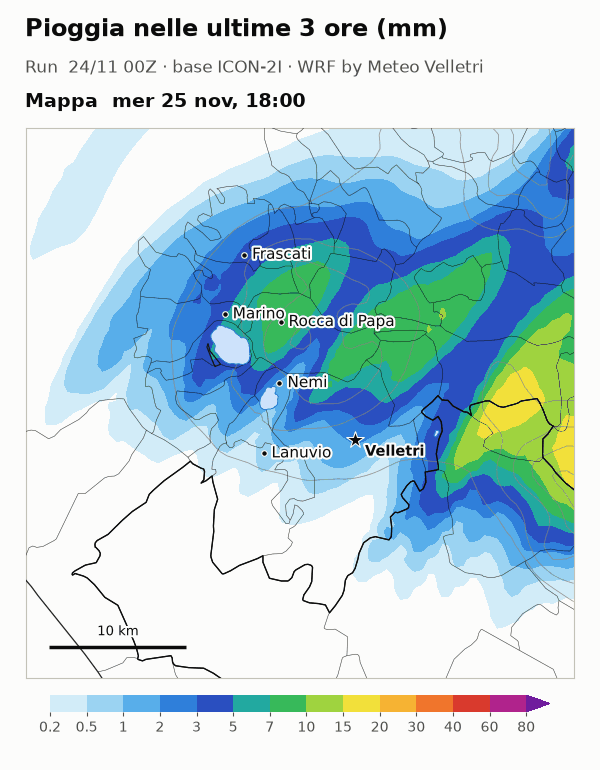 Pioggia nelle ultime 3 ore (mm)
Run  24/11 00Z · base ICON-2I · WRF by Meteo Velletri
Mappa  mer 25 nov, 18:00
Frascati
Marino
Rocca di Papa
Nemi
Velletri
Lanuvio
10 km
0.2 0.5 1 2 3 5 7 10 15 20 30 40 60 80